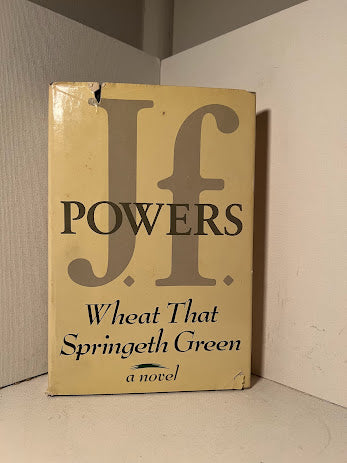 J.f.
POWERS
Wheat That
Springeth Green
a novel